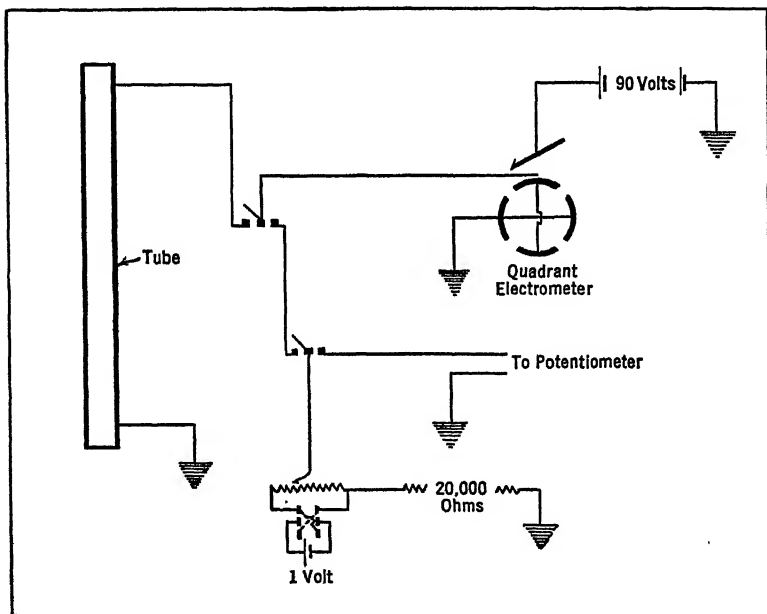 90 Volts
Tube
Quadrant
Electrometer
To Potentiometer
20,000
Ohms
1 Volt